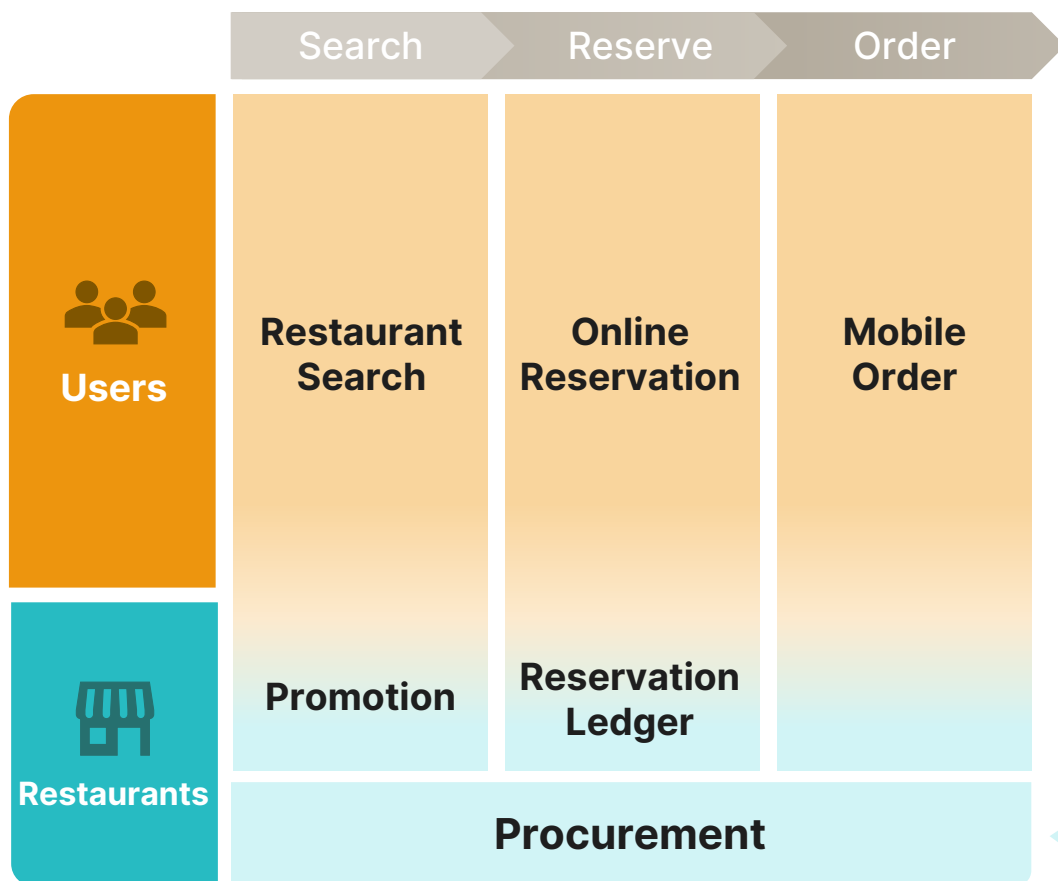 Search
Reserve
Order
Users
Restaurant
Search
Online
Reservation
Mobile
Order
Restaurants
Promotion
Reservation
Ledger
Procurement